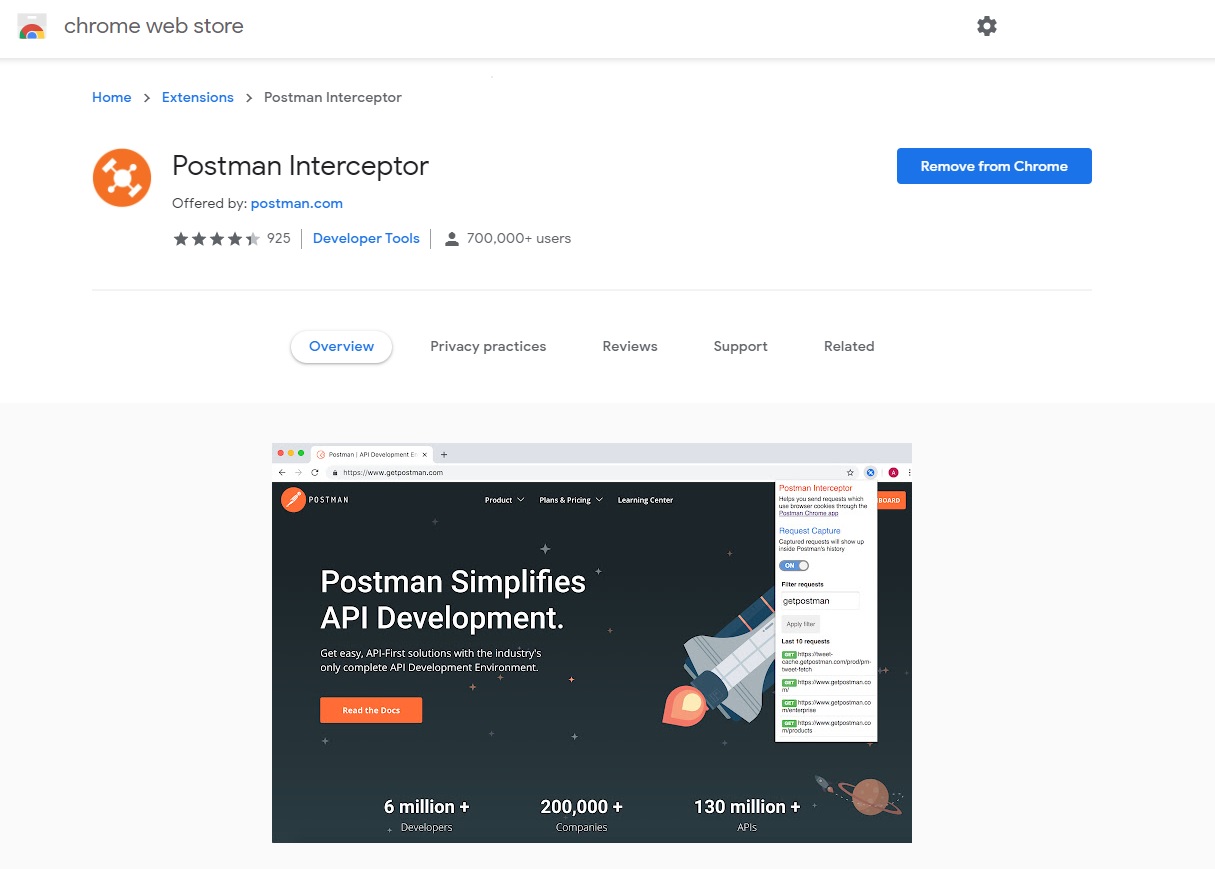 chrome web store
Home > Extensions > Postman Interceptor
Postman Interceptor
Remove from Chrome
Offered by: postman.com
925 Developer Tools 700,000+ users
Overview Privacy practices Reviews Support Related
Postman | API Development E
https://www.getpostman.com
A
POSTMAN
Product Plans & Pricing Learning Center
BOARD
Postman Interceptor
Helps you send requests which
use browser cookies through the
Postman Chrome app
Request Capture
Captured requests will show up
inside Postman's history
ON
Filter requests
getpostman
Apply filter
Last 10 requests
GET https://tweet-
cache.getpostman.com/prod/pm-
tweet-fetch
GET https://www.getpostman.co
m/
GET https://www.getpostman.co
m/enterprise
GET https://www.getpostman.co
m/products
Postman Simplifies
API Development.
Get easy, API-First solutions with the industry's
only complete API Development Environment.
Read the Docs
6 million + 200,000 + 130 million +
Developers Companies APIs